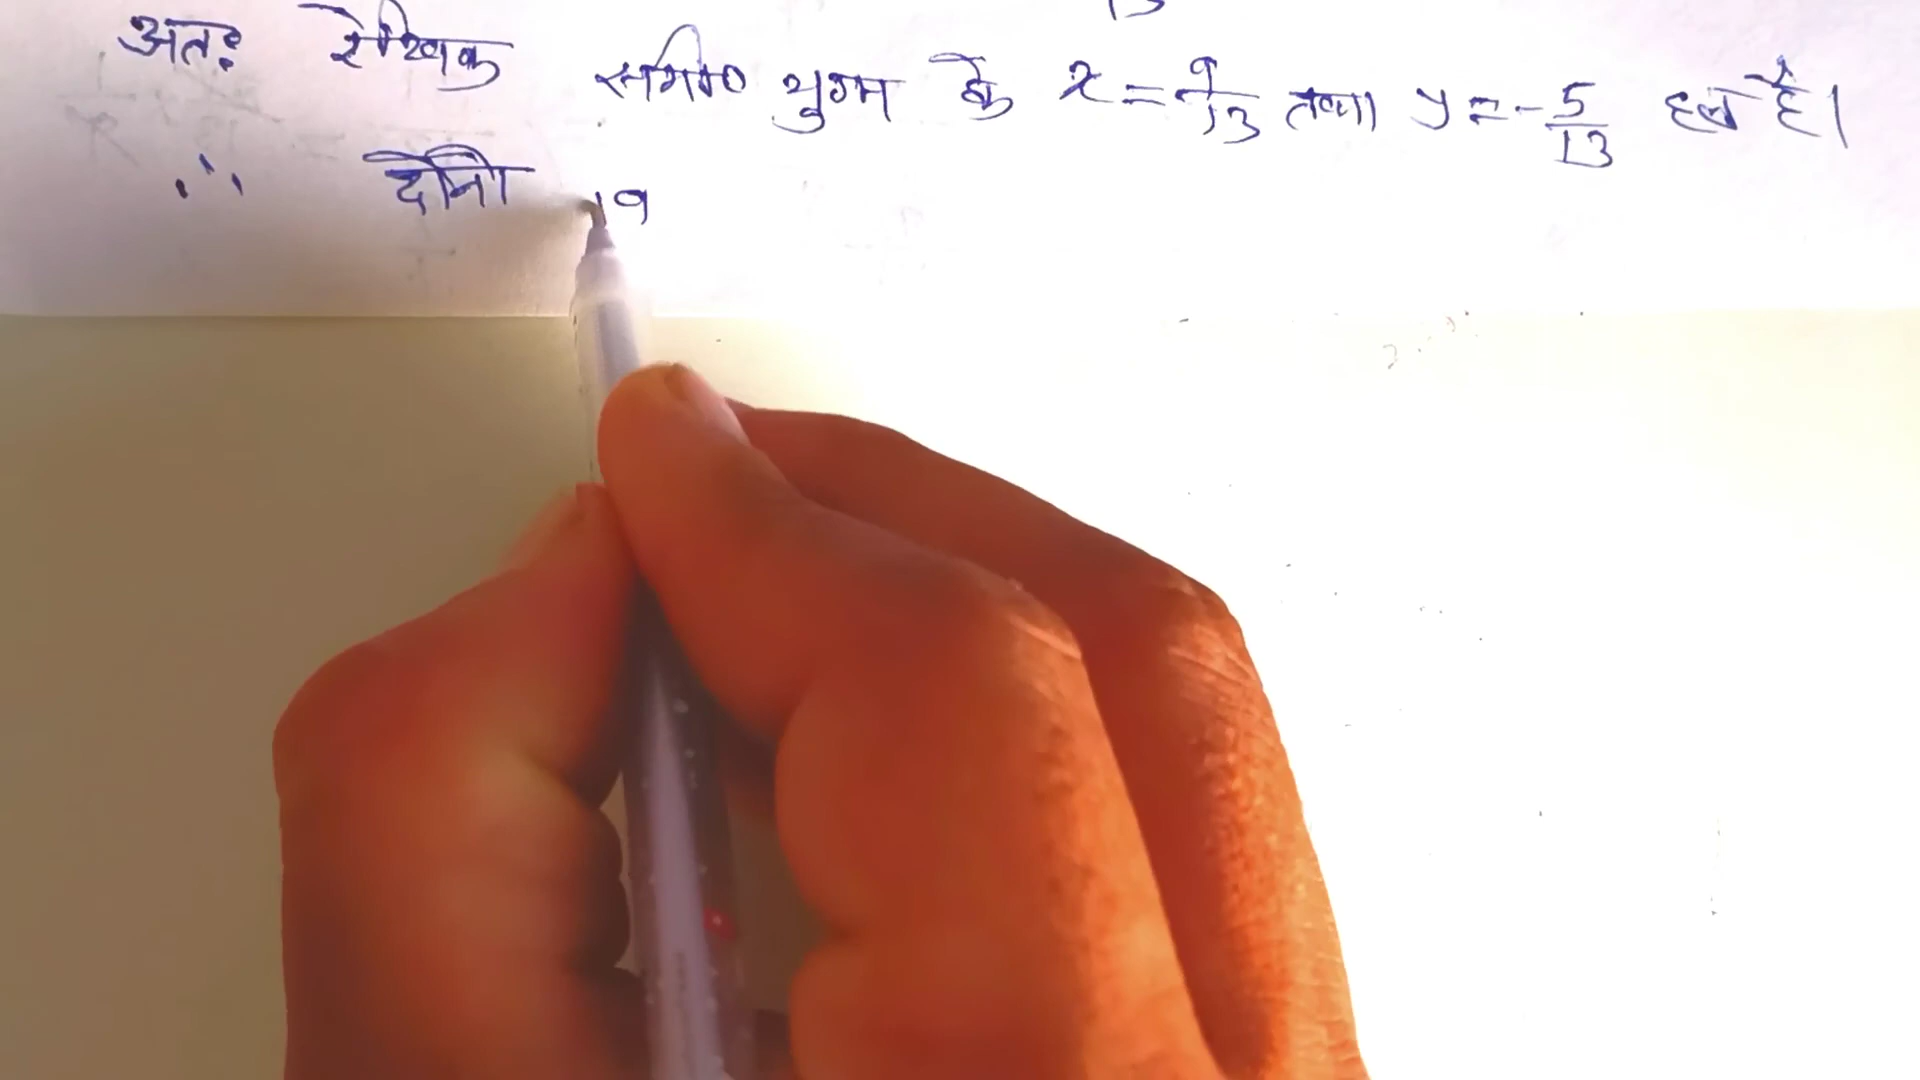 अतः रैखिक समी० युग्म के x = 9/13 तथा y = -5/13 हल है।
∴ दोनो